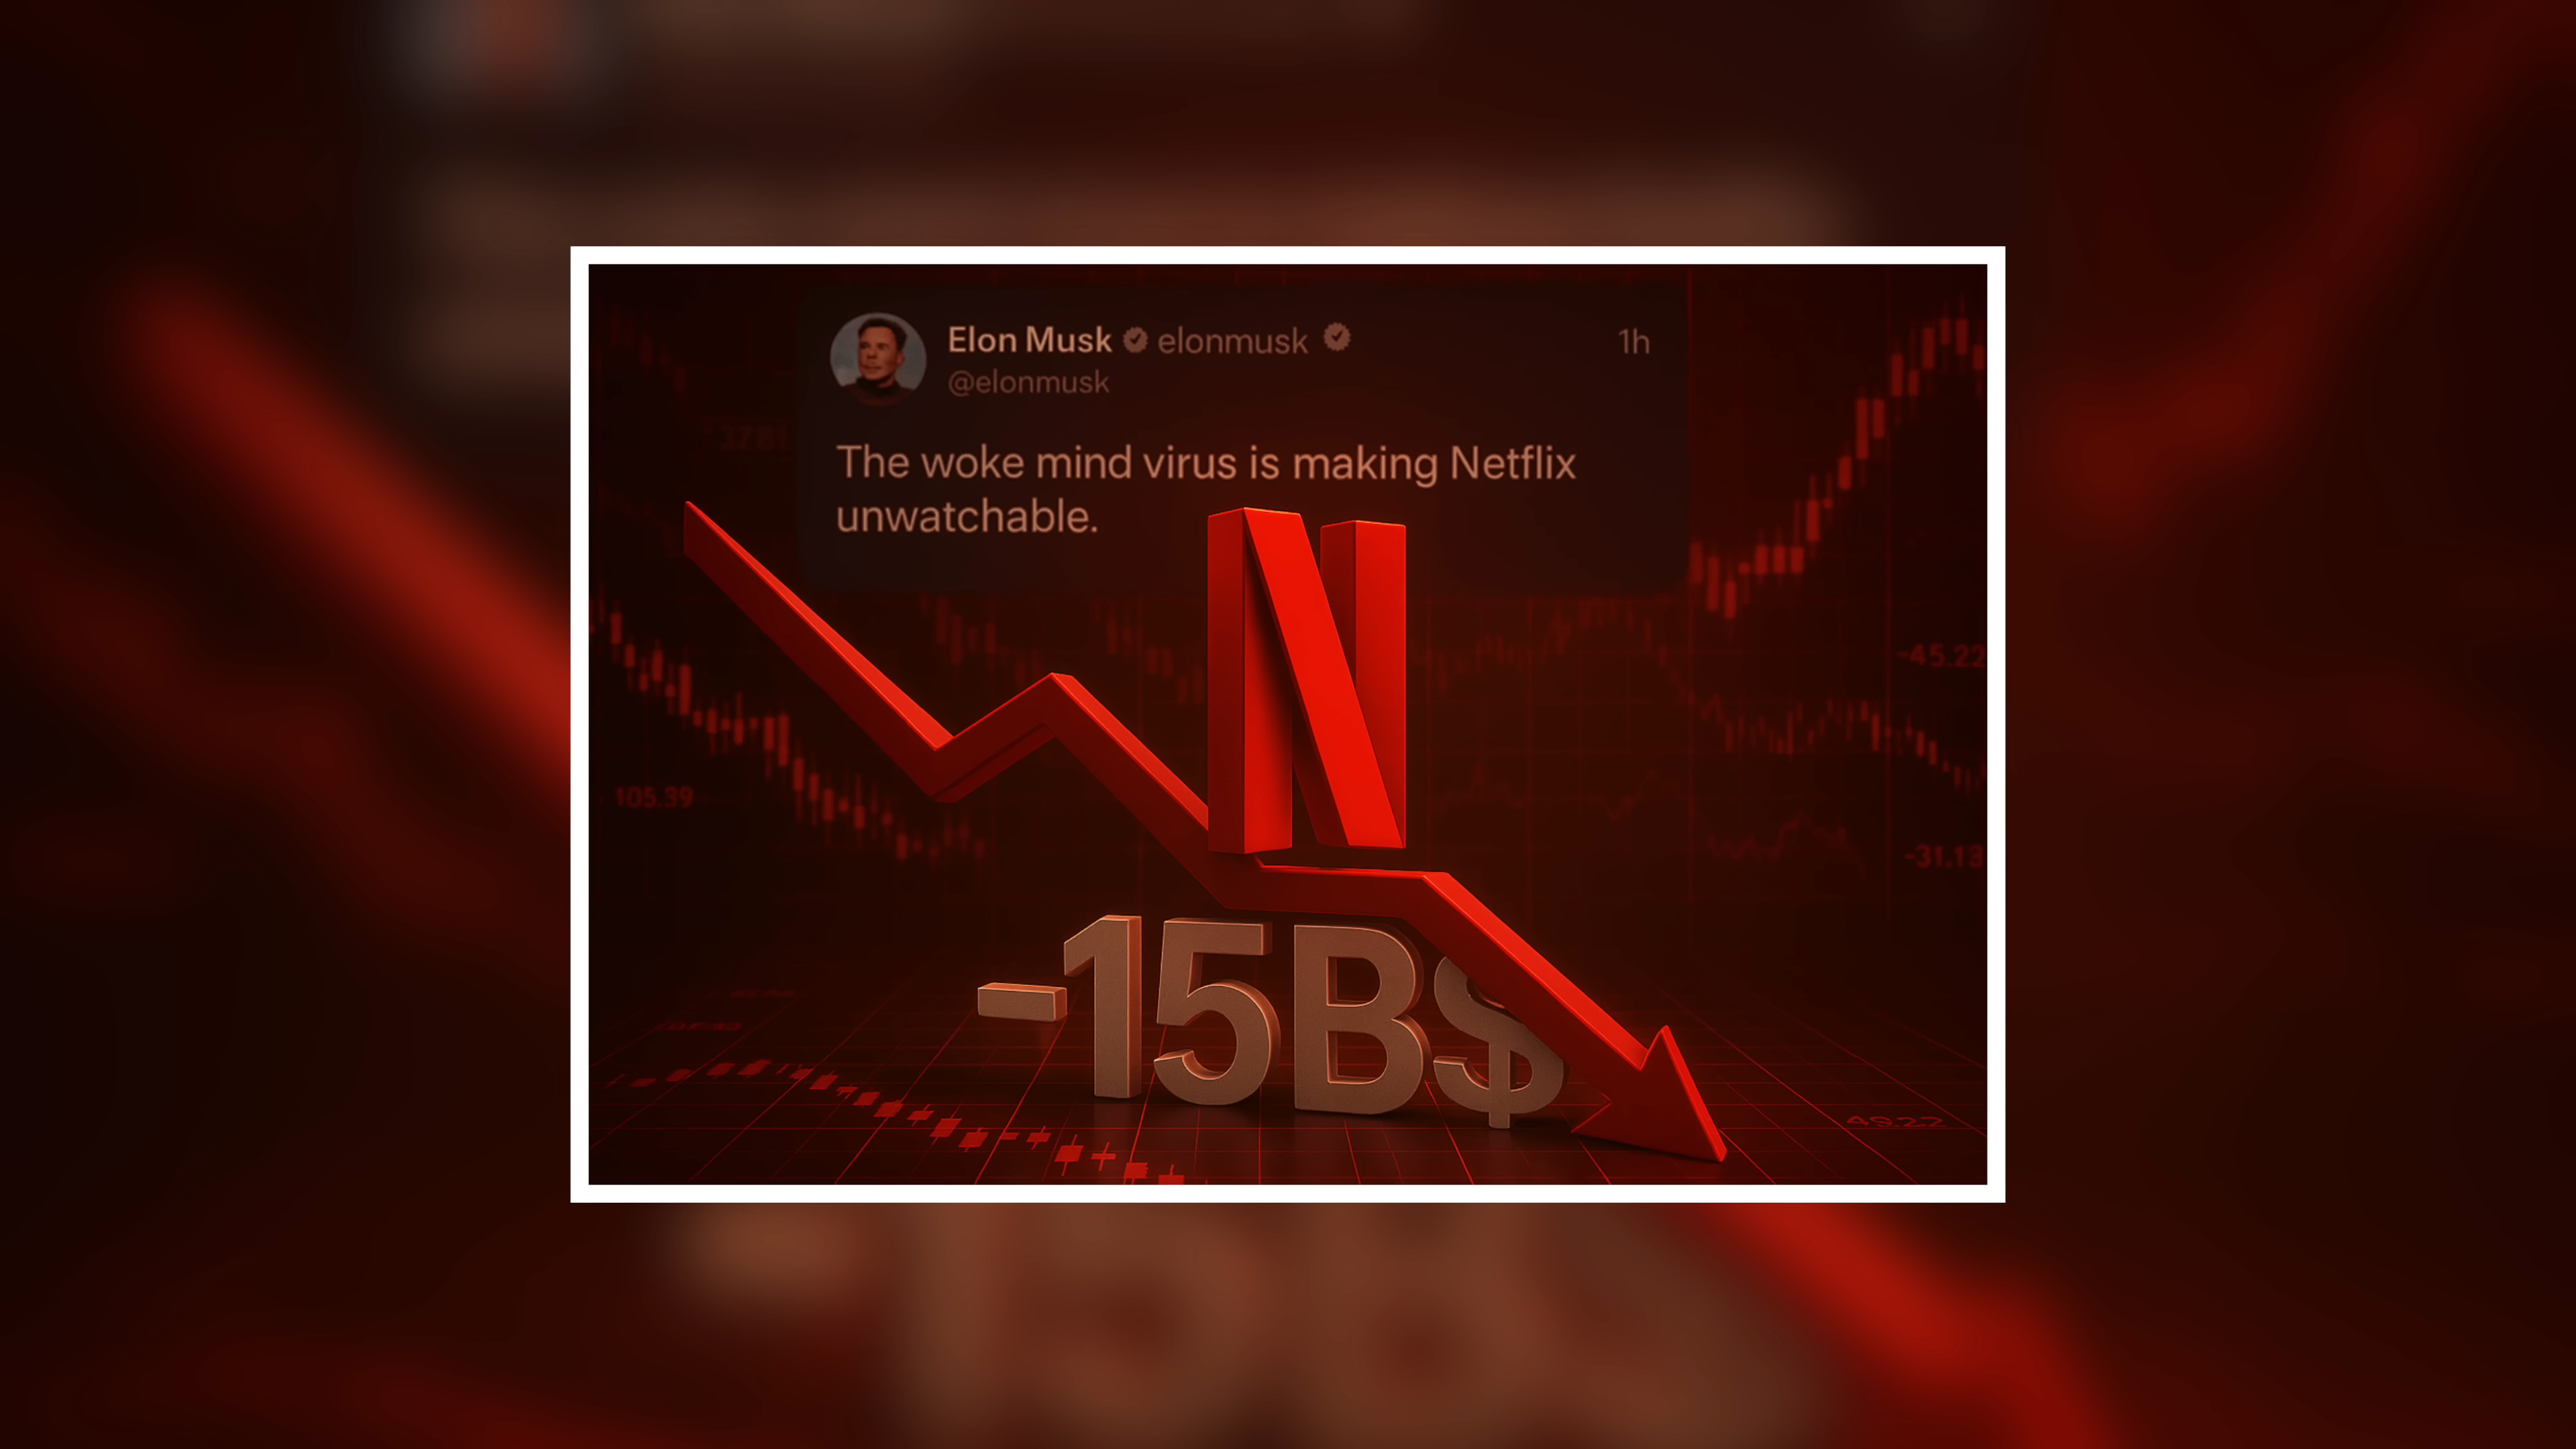 Elon Musk elonmusk 1h
@elonmusk
The woke mind virus is making Netflix
unwatchable.
N
-45.22
105.39
-31.13
-15B$